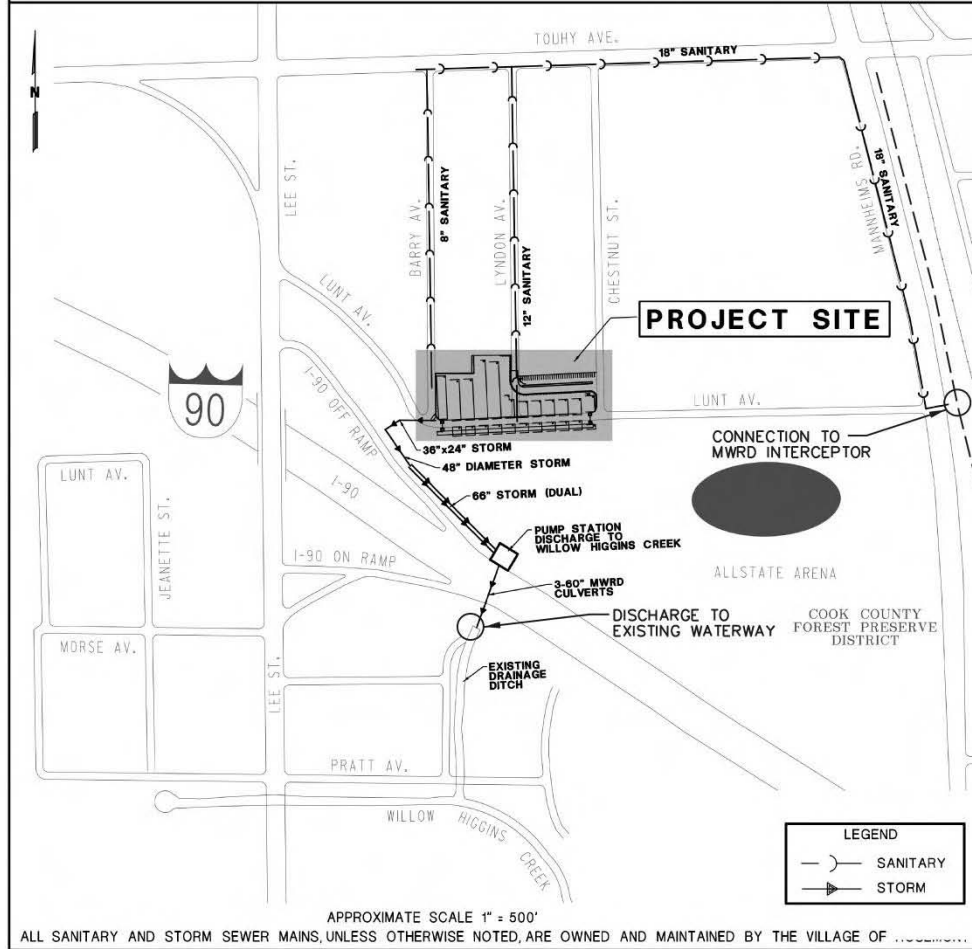 TOUHY AVE.
18" SANITARY
N
LEE ST.
BARRY AV.
8" SANITARY
LYNDON AV.
12" SANITARY
CHESTNUT ST.
MANNHEIMS RD.
18" SANITARY
LUNT AV.
PROJECT SITE
90
I-90 OFF RAMP
LUNT AV.
36"x24" STORM
48" DIAMETER STORM
CONNECTION TO
MWRD INTERCEPTOR
LUNT AV.
I-90
66" STORM (DUAL)
JEANETTE ST.
PUMP STATION
DISCHARGE TO
WILLOW HIGGINS CREEK
I-90 ON RAMP
ALLSTATE ARENA
3-60" MWRD
CULVERTS
DISCHARGE TO
EXISTING WATERWAY
COOK COUNTY
FOREST PRESERVE
DISTRICT
MORSE AV.
LEE ST.
EXISTING
DRAINAGE
DITCH
PRATT AV.
WILLOW HIGGINS CREEK
LEGEND
SANITARY
STORM
APPROXIMATE SCALE 1" = 500'
ALL SANITARY AND STORM SEWER MAINS, UNLESS OTHERWISE NOTED, ARE OWNED AND MAINTAINED BY THE VILLAGE OF